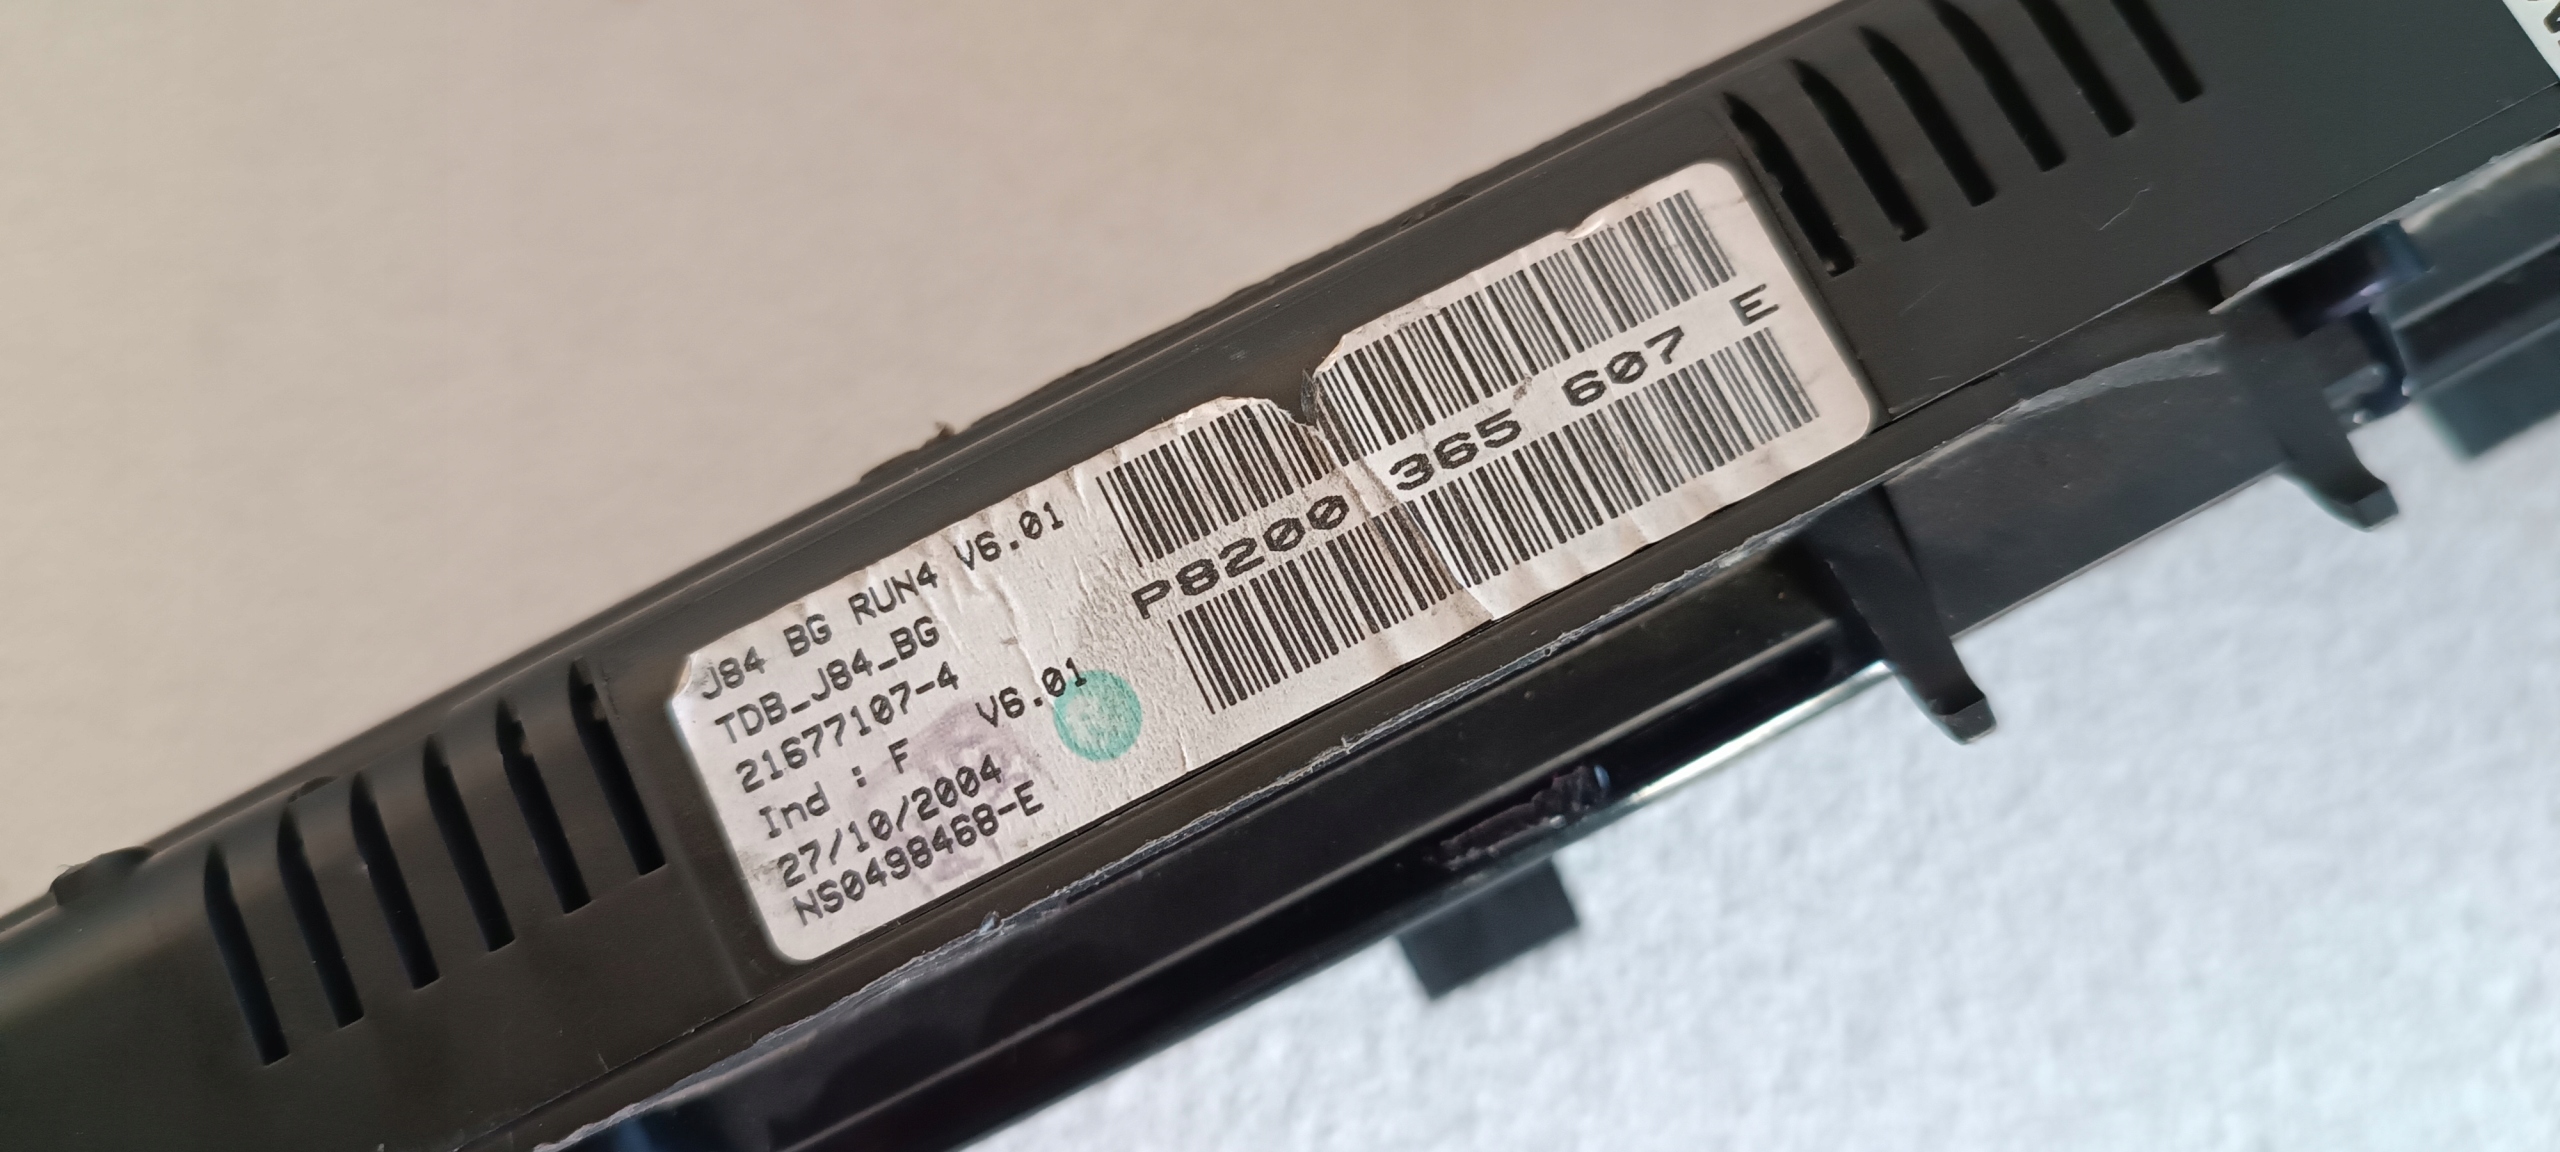 J84 BG RUN4 V6.01
TDB_J84_BG
21677107-4
Ind : F V6.01
27/10/2004
NS0498468-E
P8200 365 607 E